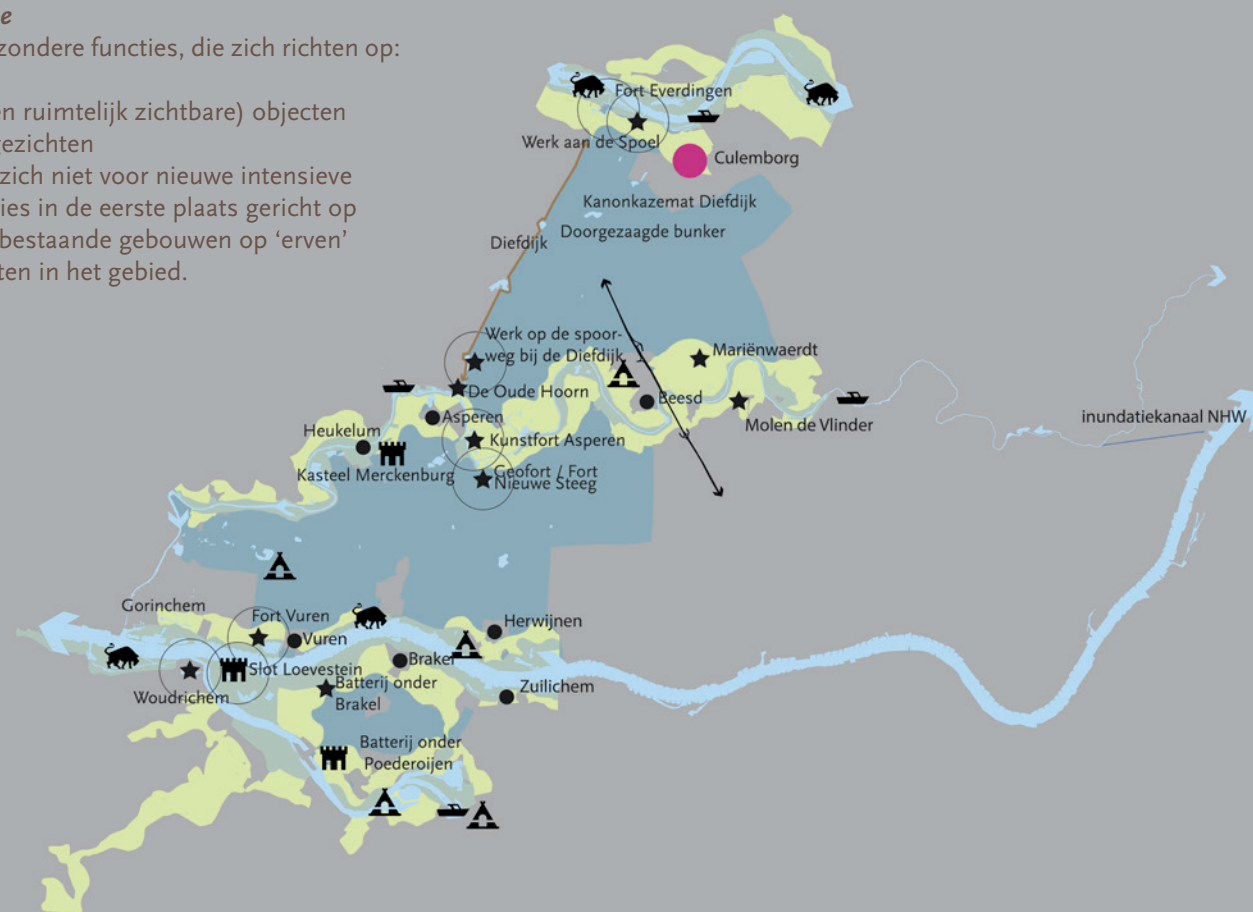 e
zondere functies, die zich richten op:
en ruimtelijk zichtbare) objecten
gezichten
zich niet voor nieuwe intensieve
ies in de eerste plaats gericht op
bestaande gebouwen op ‘erven’
ten in het gebied.
Fort Everdingen
Werk aan de Spoel
Culemborg
Kanonkazemat Diefdijk
Doorgezaagde bunker
Diefdijk
Werk op de spoor-
weg bij de Diefdijk
Mariënwaerdt
De Oude Hoorn
Beesd
Asperen
Molen de Vlinder
inundatiekanaal NHW
Heukelum
Kunstfort Asperen
Kasteel Merckenburg
Geofort / Fort
Nieuwe Steeg
Gorinchem
Fort Vuren
Herwijnen
Vuren
Brakel
Slot Loevestein
Batterij onder
Brakel
Zuilichem
Woudrichem
Batterij onder
Poederoijen